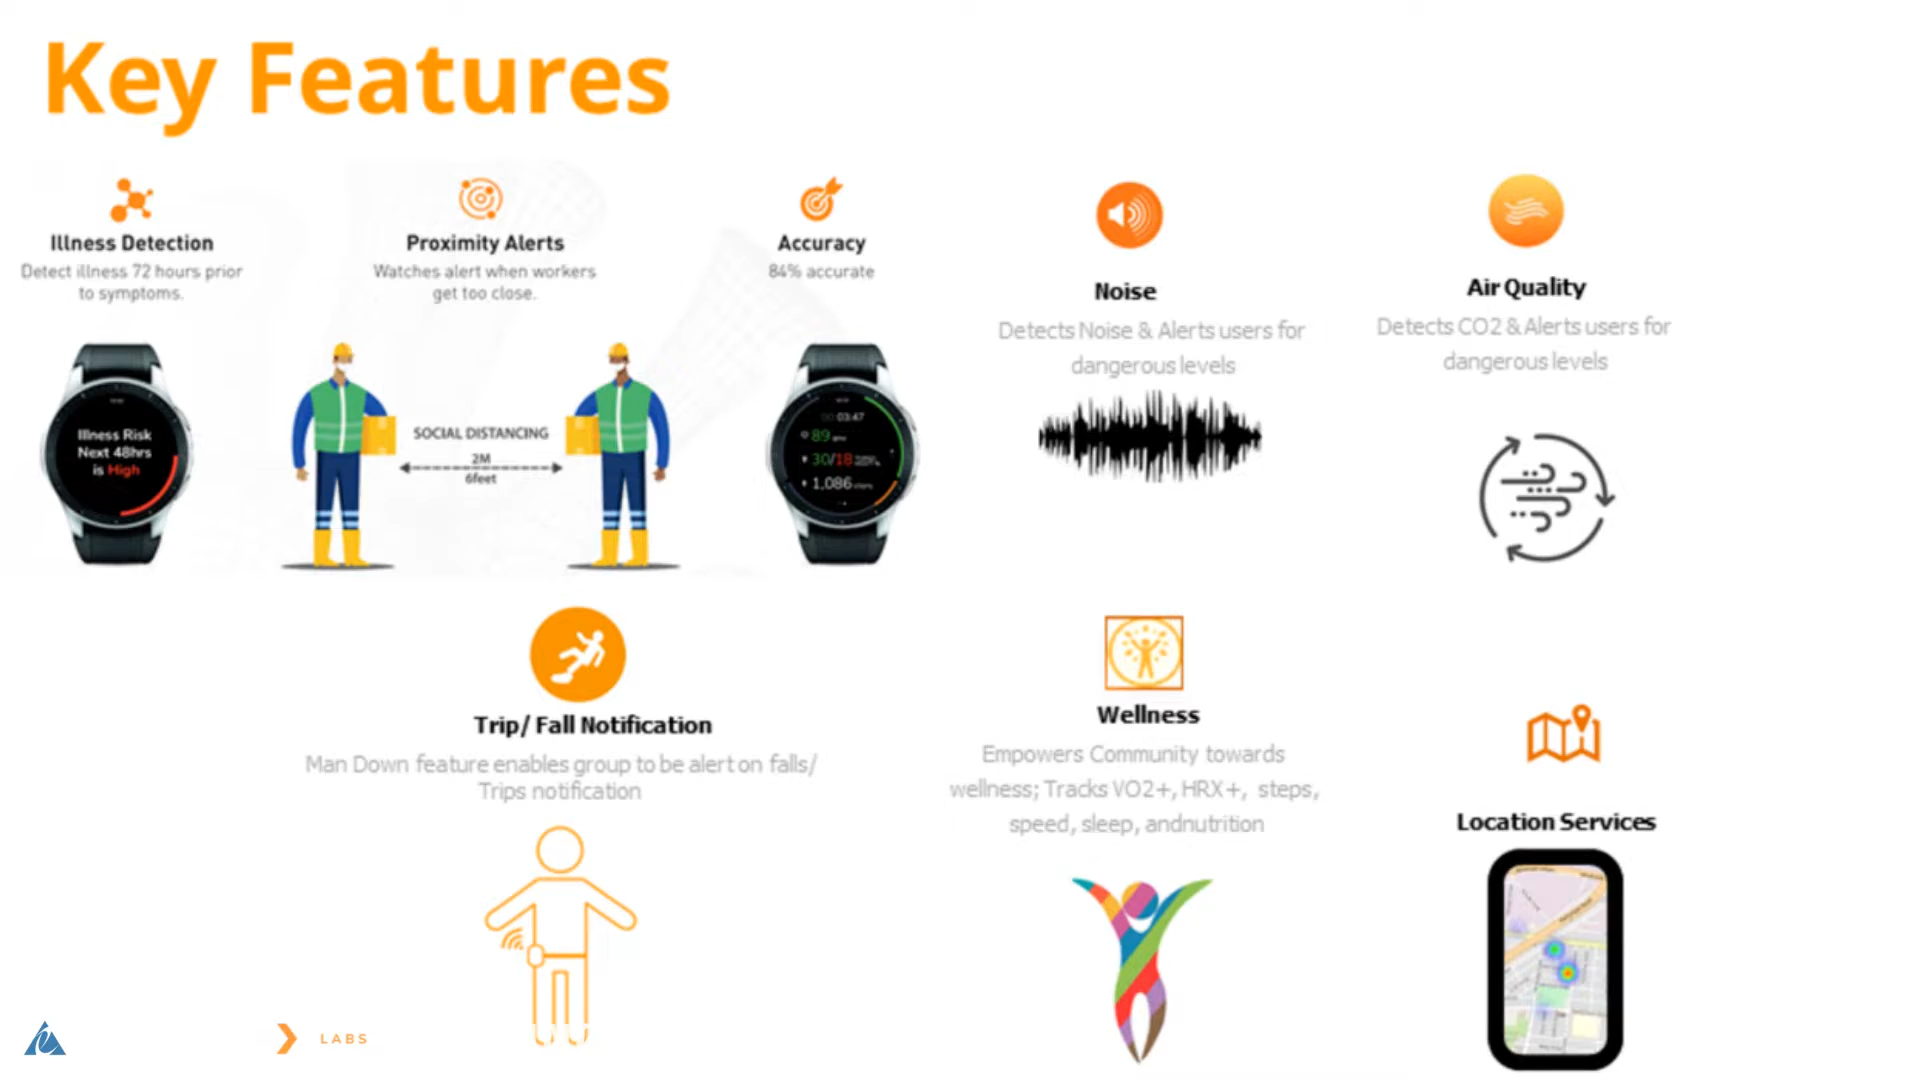 Key Features
Illness Detection
Detect illness 72 hours prior
to symptoms.
Proximity Alerts
Watches alert when workers
get too close.
Accuracy
84% accurate
Noise
Detects Noise & Alerts users for
dangerous levels
Air Quality
Detects CO2 & Alerts users for
dangerous levels
Illness Risk
Next 48hrs
is High
SOCIAL DISTANCING
2M
6feet
03:47
89
30/18
1,086
Trip/ Fall Notification
Man Down feature enables group to be alert on falls/
Trips notification
Wellness
Empowers Community towards
wellness; Tracks VO2+, HRX+, steps,
speed, sleep, andnutrition
Location Services
LABS